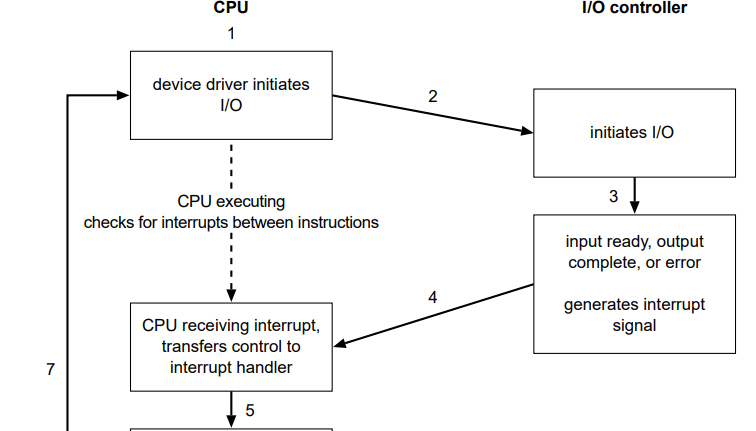 CPU
I/O controller
1
device driver initiates
I/O
2
initiates I/O
CPU executing
checks for interrupts between instructions
3
input ready, output
complete, or error
generates interrupt
signal
4
CPU receiving interrupt,
transfers control to
interrupt handler
7
5